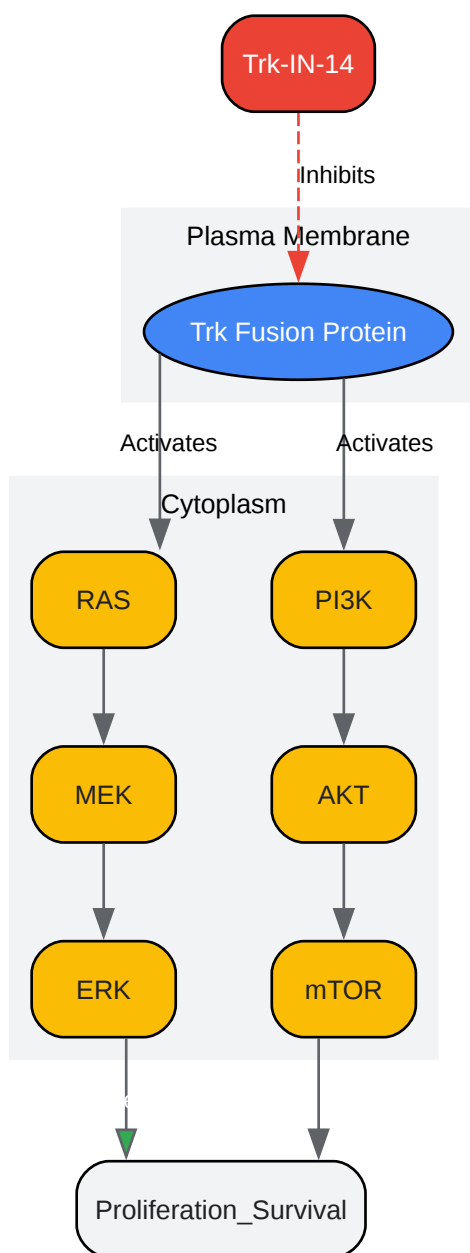 Trk-IN-14
Inhibits
Plasma Membrane
Trk Fusion Protein
Activates
Activates
Cytoplasm
RAS
PI3K
MEK
AKT
ERK
mTOR
Proliferation_Survival